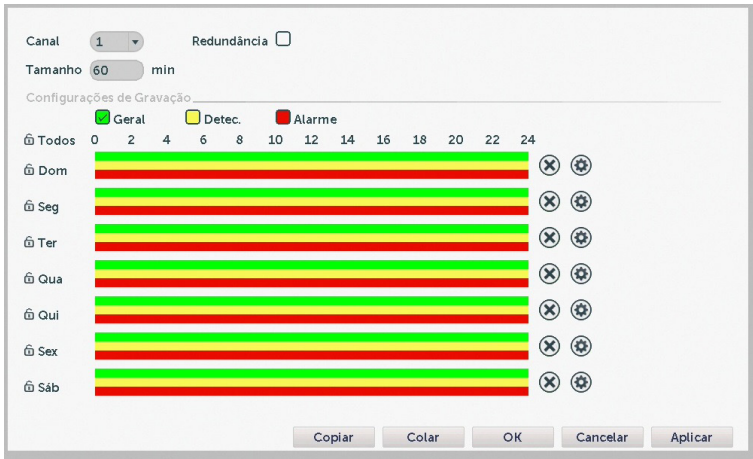 Canal 1 Redundância
Tamanho 60 min
Configurações de Gravação
Geral Detec. Alarme
Todos 0 2 4 6 8 10 12 14 16 18 20 22 24
Dom
Seg
Ter
Qua
Qui
Sex
Sáb
Copiar Colar OK Cancelar Aplicar